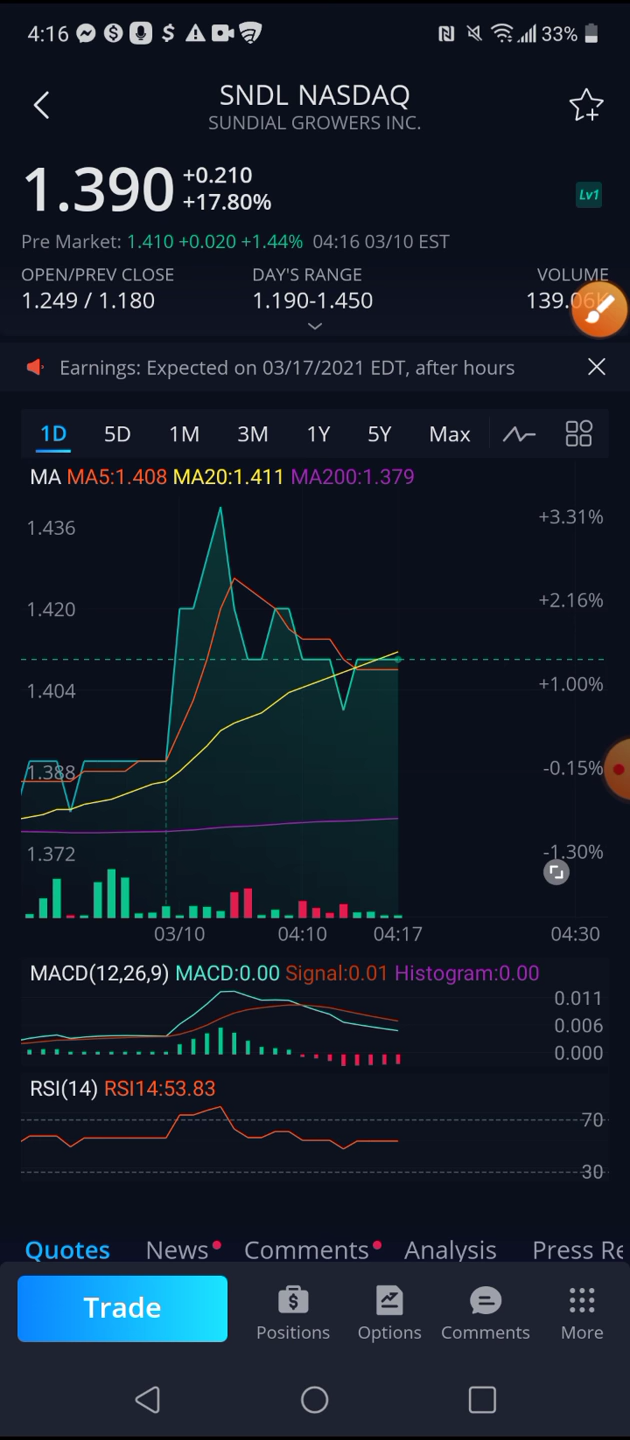 4:16 33%
SNDL NASDAQ
SUNDIAL GROWERS INC.
1.390 +0.210
+17.80%
Lv1
Pre Market: 1.410 +0.020 +1.44% 04:16 03/10 EST
OPEN/PREV CLOSE DAY'S RANGE VOLUME
1.249 / 1.180 1.190-1.450 139.06K
Earnings: Expected on 03/17/2021 EDT, after hours
1D 5D 1M 3M 1Y 5Y Max
MA MA5:1.408 MA20:1.411 MA200:1.379
1.436 +3.31%
1.420 +2.16%
1.404 +1.00%
1.388 -0.15%
1.372 -1.30%
03/10 04:10 04:17 04:30
MACD(12,26,9) MACD:0.00 Signal:0.01 Histogram:0.00
0.011
0.006
0.000
RSI(14) RSI14:53.83
70
30
Quotes News Comments Analysis Press Re
Trade Positions Options Comments More